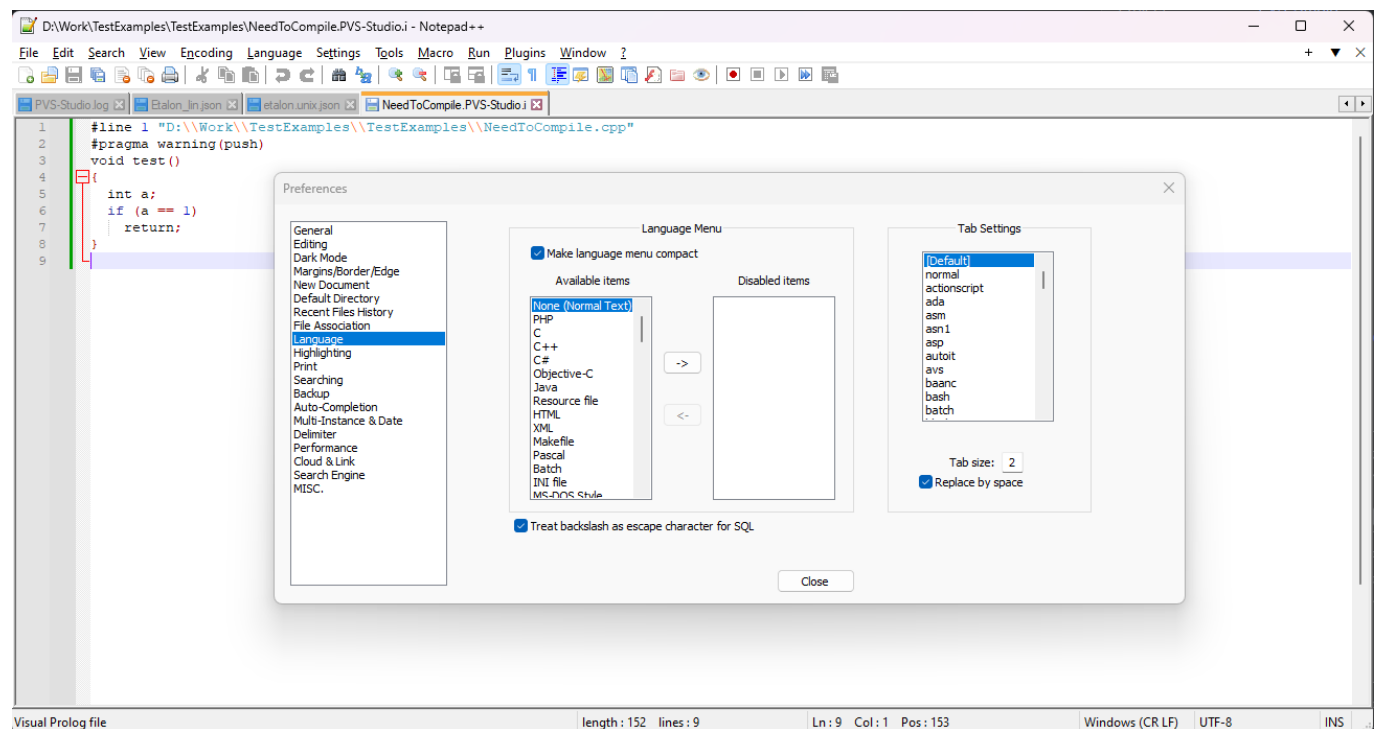 D:\Work\TestExamples\TestExamples\NeedToCompile.PVS-Studio.i - Notepad++
File Edit Search View Encoding Language Settings Tools Macro Run Plugins Window ?
PVS-Studio.log Etalon_lin.json etalon.unix.json NeedToCompile.PVS-Studio.i
1 #line 1 "D:\\Work\\TestExamples\\TestExamples\\NeedToCompile.cpp"
2 #pragma warning(push)
3 void test()
4 {
5 int a;
6 if (a == 1)
7 return;
8 }
9
Preferences
General
Editing
Dark Mode
Margins/Border/Edge
New Document
Default Directory
Recent Files History
File Association
Language
Highlighting
Print
Searching
Backup
Auto-Completion
Multi-Instance & Date
Delimiter
Performance
Cloud & Link
Search Engine
MISC.
Language Menu
Make language menu compact
Available items
Disabled items
None (Normal Text)
PHP
C
C++
C#
Objective-C
Java
Resource file
HTML
XML
Makefile
Pascal
Batch
INI file
MS-DOS Style
->
<-
Treat backslash as escape character for SQL
Tab Settings
[Default]
normal
actionscript
ada
asm
asn1
asp
autoit
avs
baanc
bash
batch
Tab size: 2
Replace by space
Close
Visual Prolog file length : 152 lines : 9 Ln : 9 Col : 1 Pos : 153 Windows (CR LF) UTF-8 INS